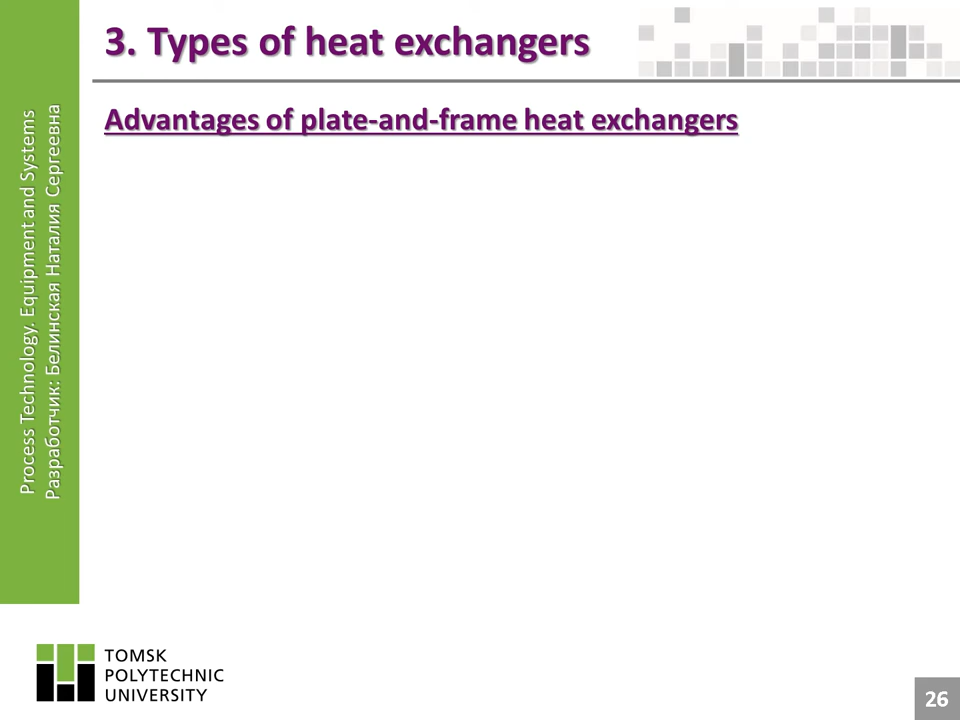 3. Types of heat exchangers
Advantages of plate-and-frame heat exchangers
Process Technology. Equipment and Systems
Разработчик: Белинская Наталия Сергеевна
TOMSK
POLYTECHNIC
UNIVERSITY
26